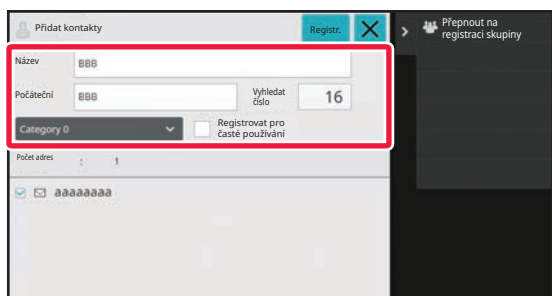 Přidat kontakty
Registr.
Přepnout na
registraci skupiny
Název
BBB
Počáteční
BBB
Vyhledat
číslo
16
Category 0
Registrovat pro
časté používání
Počet adres : 1
aaaaaaaa